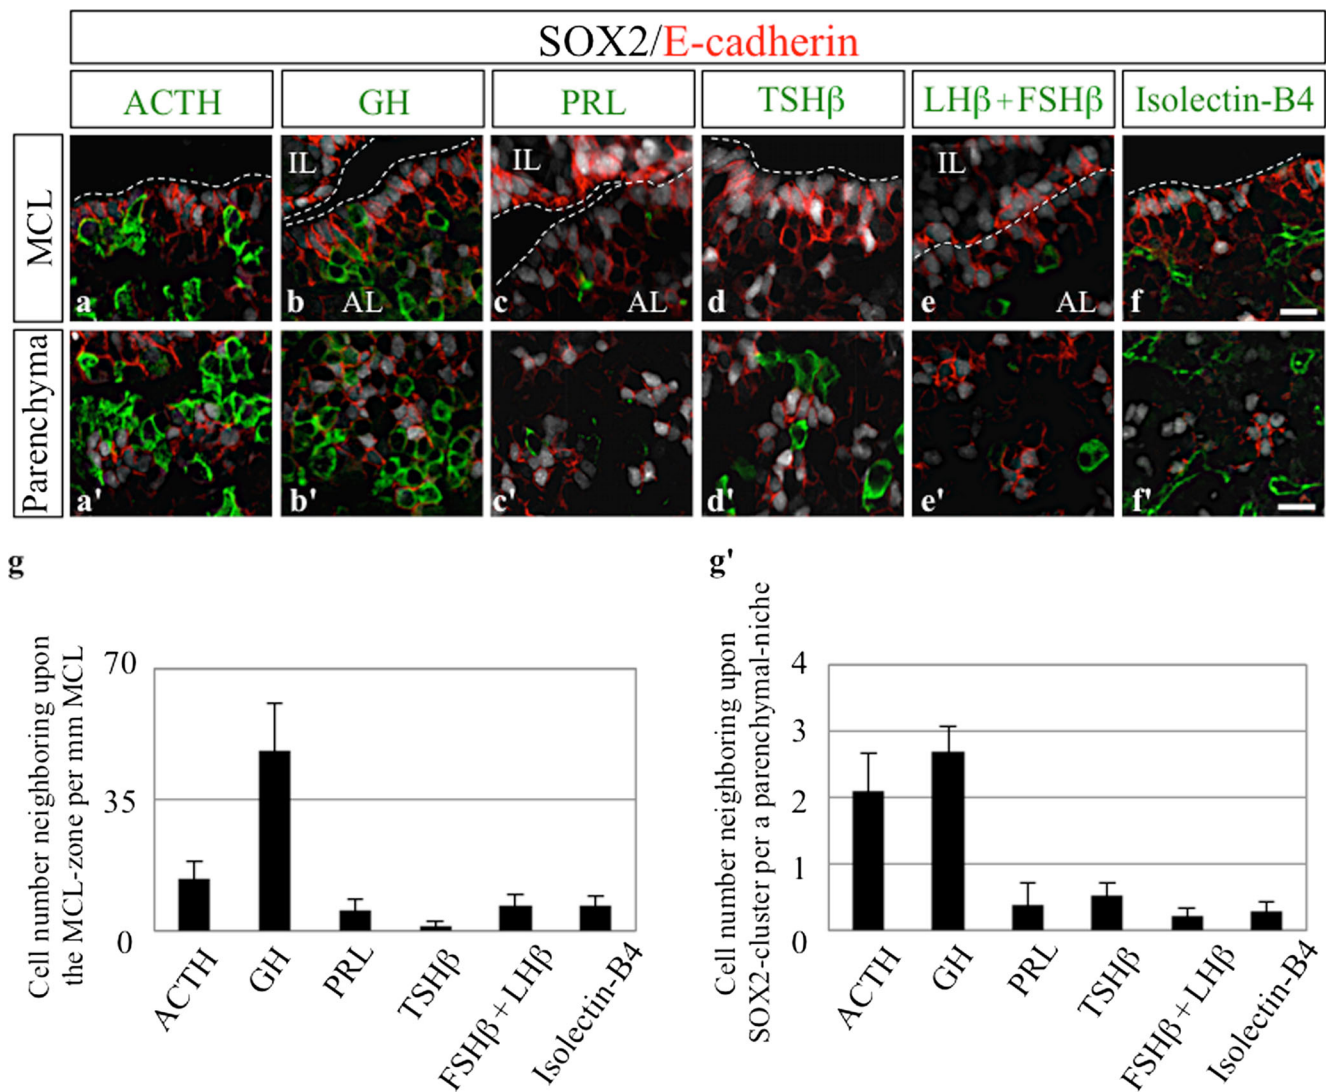 SOX2/E-cadherin
ACTH
GH
PRL
TSHβ
LHβ+FSHβ
Isolectin-B4
MCL
IL
IL
IL
a
b
AL
c
AL
d
e
AL
f
Parenchyma
a'
b'
c'
d'
e'
f'
g
Cell number neighboring upon
the MCL-zone per mm MCL
70
35
0
ACTH
GH
PRL
TSHβ
FSHβ+LHβ
Isolectin-B4
g'
Cell number neighboring upon
SOX2-cluster per a parenchymal-niche
4
3
2
1
0
ACTH
GH
PRL
TSHβ
FSHβ+LHβ
Isolectin-B4